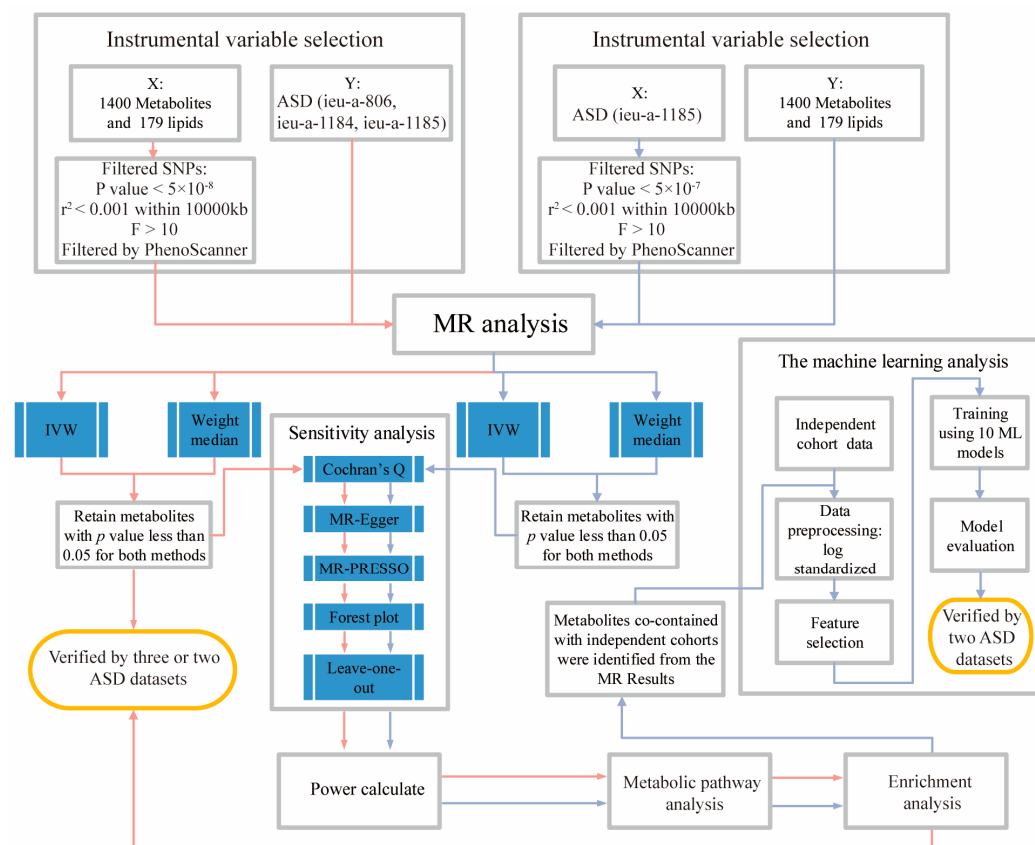 Instrumental variable selection
X:
1400 Metabolites
and 179 lipids
Y:
ASD (ieu-a-806,
ieu-a-1184, ieu-a-1185)
Filtered SNPs:
P value < 5×10⁻⁸
r² < 0.001 within 10000kb
F > 10
Filtered by PhenoScanner
Instrumental variable selection
X:
ASD (ieu-a-1185)
Y:
1400 Metabolites
and 179 lipids
Filtered SNPs:
P value < 5×10⁻⁷
r² < 0.001 within 10000kb
F > 10
Filtered by PhenoScanner
MR analysis
IVW
Weight
median
Retain metabolites
with p value less than
0.05 for both methods
Verified by three or two
ASD datasets
Sensitivity analysis
Cochran's Q
MR-Egger
MR-PRESSO
Forest plot
Leave-one-
out
IVW
Weight
median
Retain metabolites with
p value less than 0.05
for both methods
Metabolites co-contained
with independent cohorts
were identified from the
MR Results
The machine learning analysis
Independent
cohort data
Data
preprocessing:
log
standardized
Feature
selection
Training
using 10 ML
models
Model
evaluation
Verified by
two ASD
datasets
Power calculate
Metabolic pathway
analysis
Enrichment
analysis